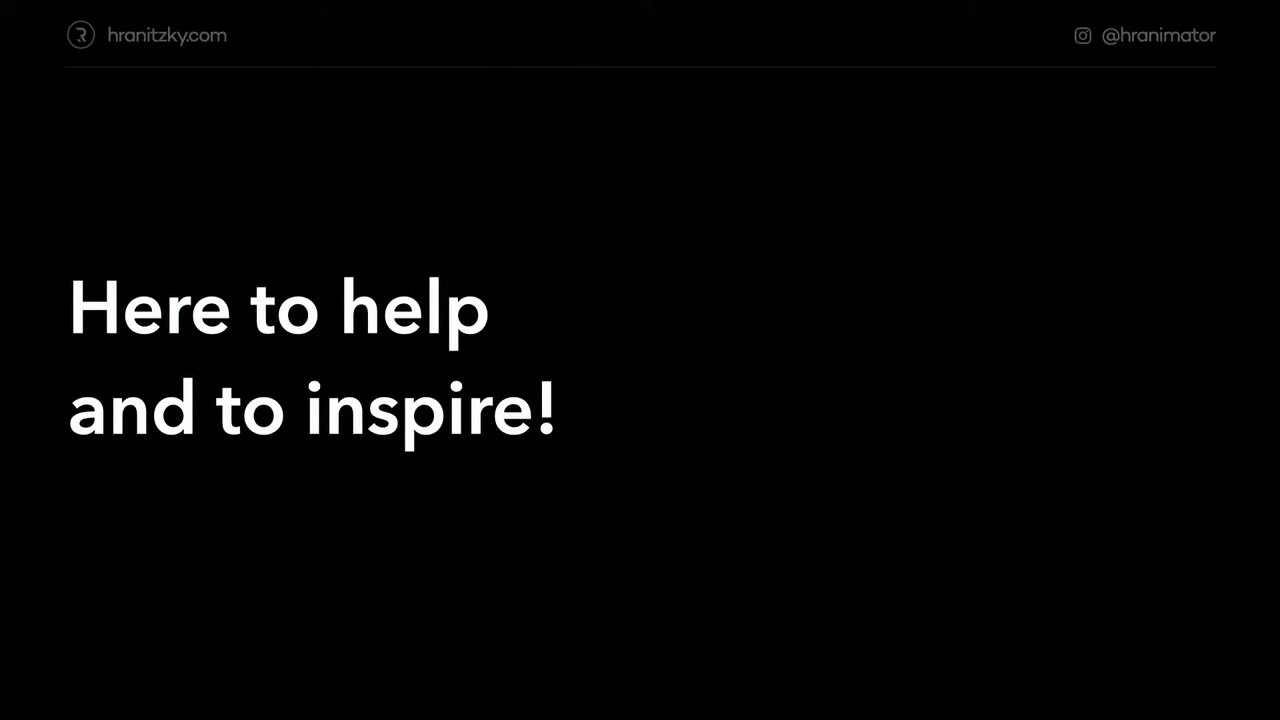 hranitzky.com
@hranimator
Here to help
and to inspire!